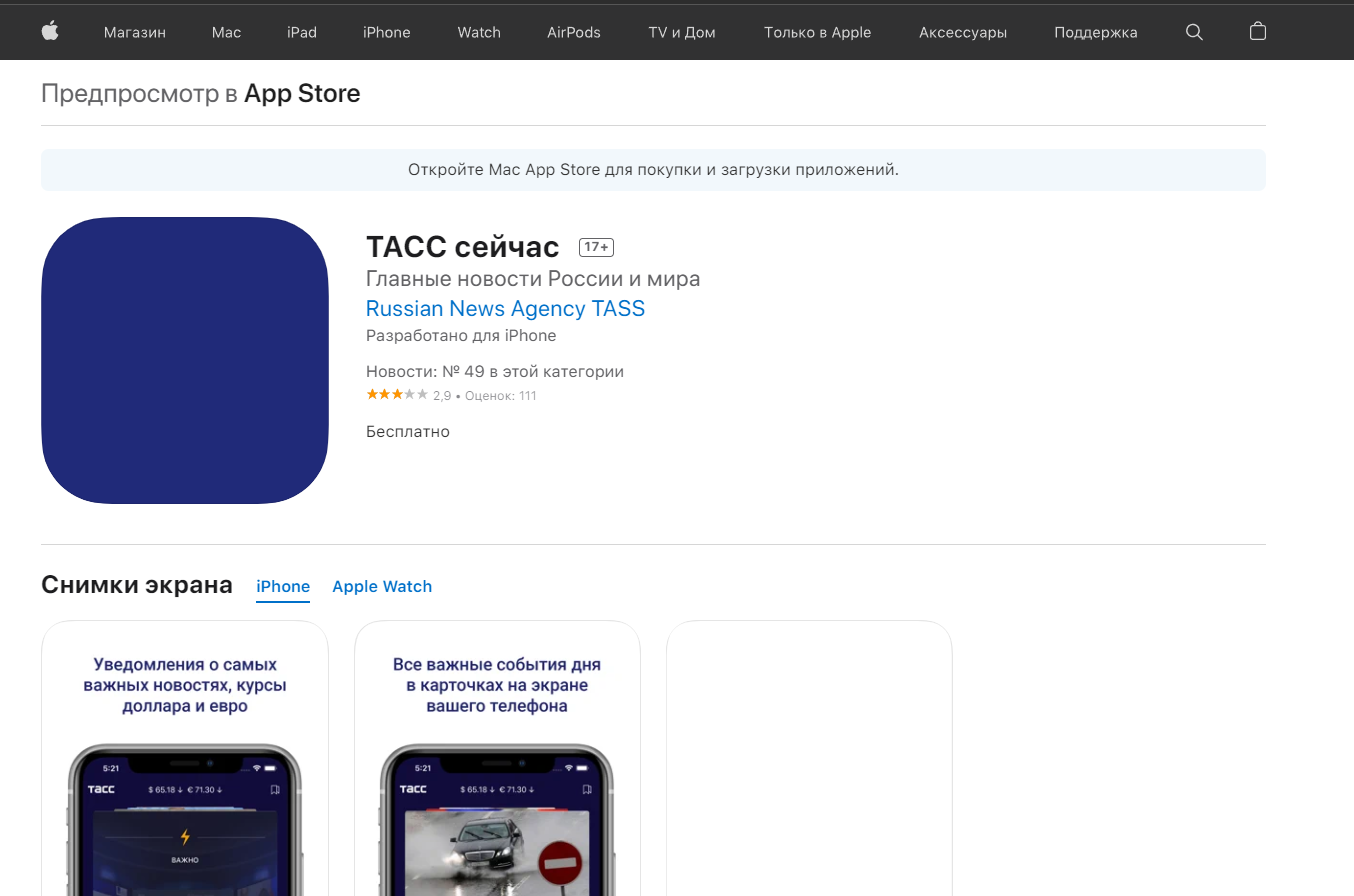 Магазин Mac iPad iPhone Watch AirPods TV и Дом Только в Apple Аксессуары Поддержка
Предпросмотр в App Store
Откройте Mac App Store для покупки и загрузки приложений.
ТАСС сейчас 17+
Главные новости России и мира
Russian News Agency TASS
Разработано для iPhone
Новости: № 49 в этой категории
2,9 • Оценок: 111
Бесплатно
Снимки экрана iPhone Apple Watch
Уведомления о самых
важных новостях, курсы
доллара и евро
5:21
ТАСС $ 65.18 ↓ € 71.30 ↓
ВАЖНО
Все важные события дня
в карточках на экране
вашего телефона
5:21
ТАСС $ 65.18 ↓ € 71.30 ↓